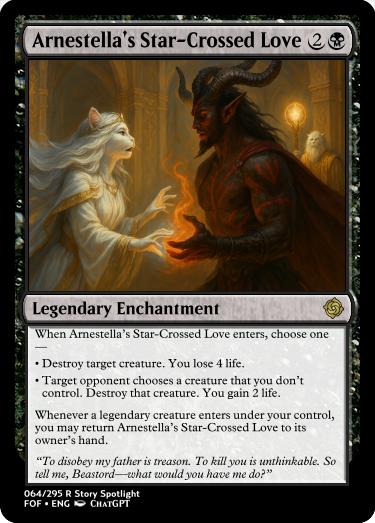 Arnestella's Star-Crossed Love 2
Legendary Enchantment
When Arnestella's Star-Crossed Love enters, choose one
—
• Destroy target creature. You lose 4 life.
• Target opponent chooses a creature that you don't
control. Destroy that creature. You gain 2 life.
Whenever a legendary creature enters under your control,
you may return Arnestella's Star-Crossed Love to its
owner's hand.
"To disobey my father is treason. To kill you is unthinkable. So
tell me, Beastord—what would you have me do?"
064/295 R Story Spotlight
FOF • ENG ChatGPT